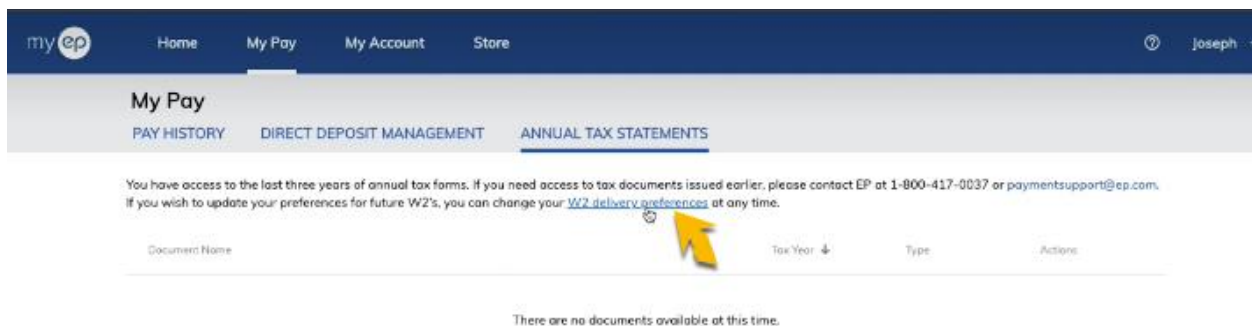 my ep Home My Pay My Account Store Joseph
My Pay
PAY HISTORY DIRECT DEPOSIT MANAGEMENT ANNUAL TAX STATEMENTS
You have access to the last three years of annual tax forms. If you need access to tax documents issued earlier, please contact EP at 1-800-417-0037 or paymentsupport@ep.com.
If you wish to update your preferences for future W2's, you can change your W2 delivery preferences at any time.
Document Name Tax Year Type Actions
There are no documents available at this time.